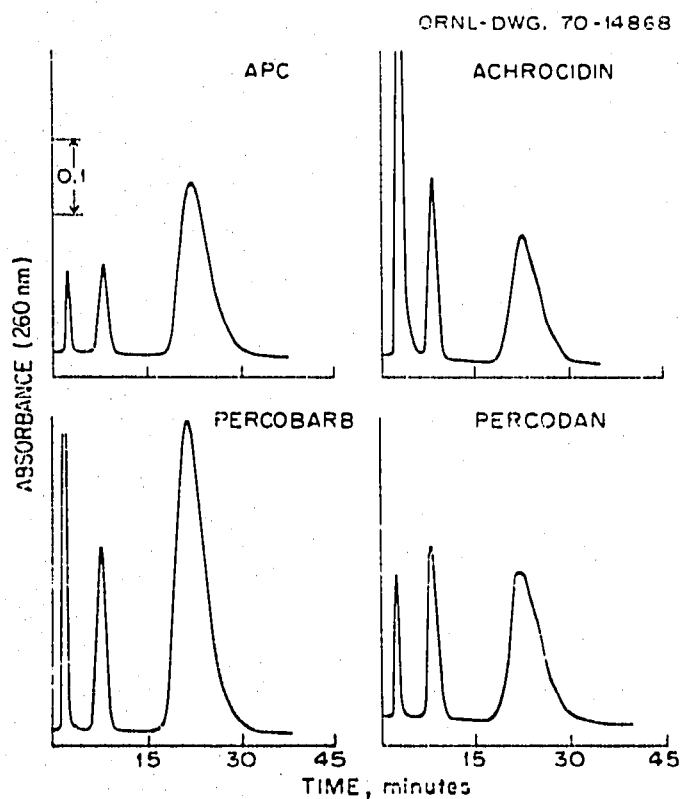 ORNL-DWG. 70-14868
APC
ACHROCIDIN
0.1
ABSORBANCE (260 nm)
PERCOBARB
PERCODAN
15 30 45 15 30 45
TIME, minutes